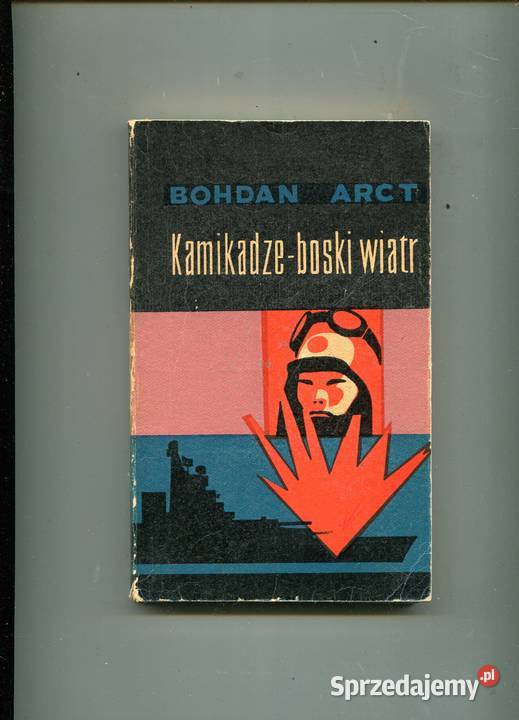 BOHDAN ARCT
Kamikadze-boski wiatr
Sprzedajemy.pl